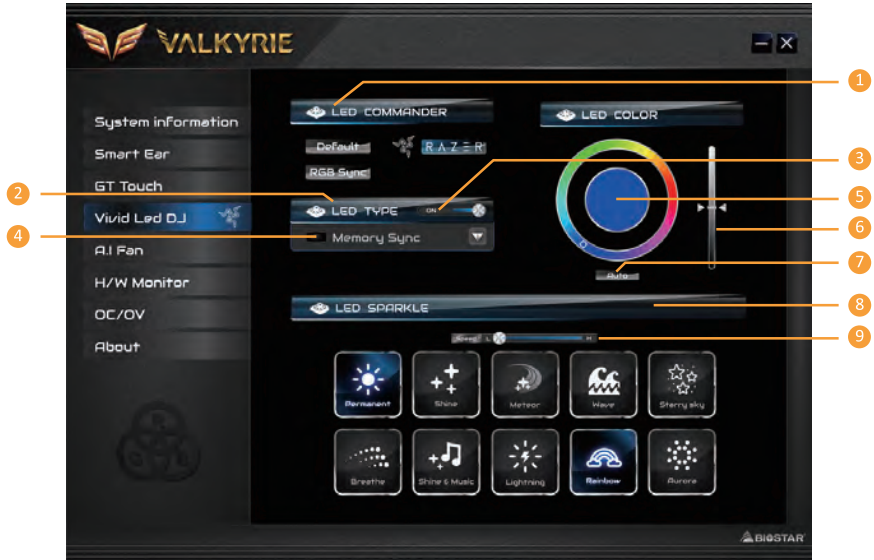 VALKYRIE
System information
Smart Ear
GT Touch
Vivid Led DJ
A.I Fan
H/W Monitor
OC/OV
About
LED COMMANDER
Default
RAZER
RGB Sync
LED TYPE
ON
Memory Sync
LED COLOR
Auto
LED SPARKLE
Speed L H
Permanent
Shine
Meteor
Wave
Sterry sky
Breathe
Shine & Music
Lightning
Rainbow
Aurora
BIOSTAR
1
2
3
4
5
6
7
8
9